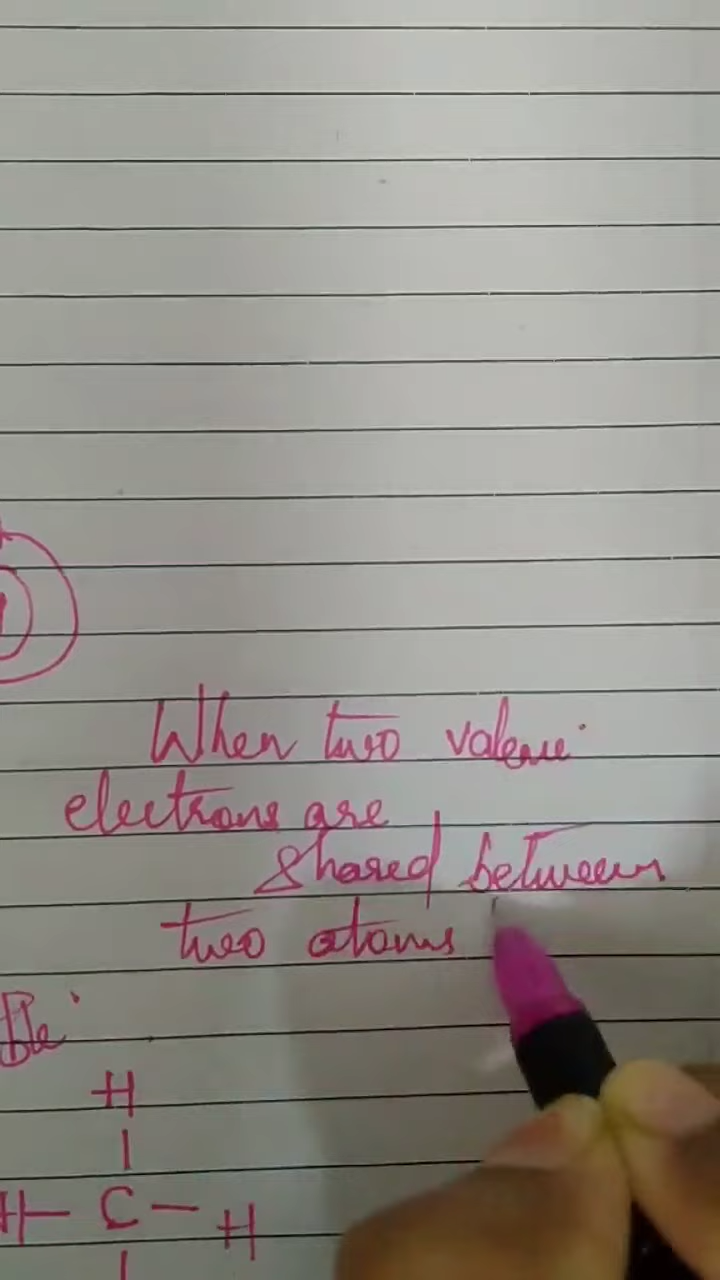 When two valence
electrons are
shared between
two atoms
H
|
H — C — H
|